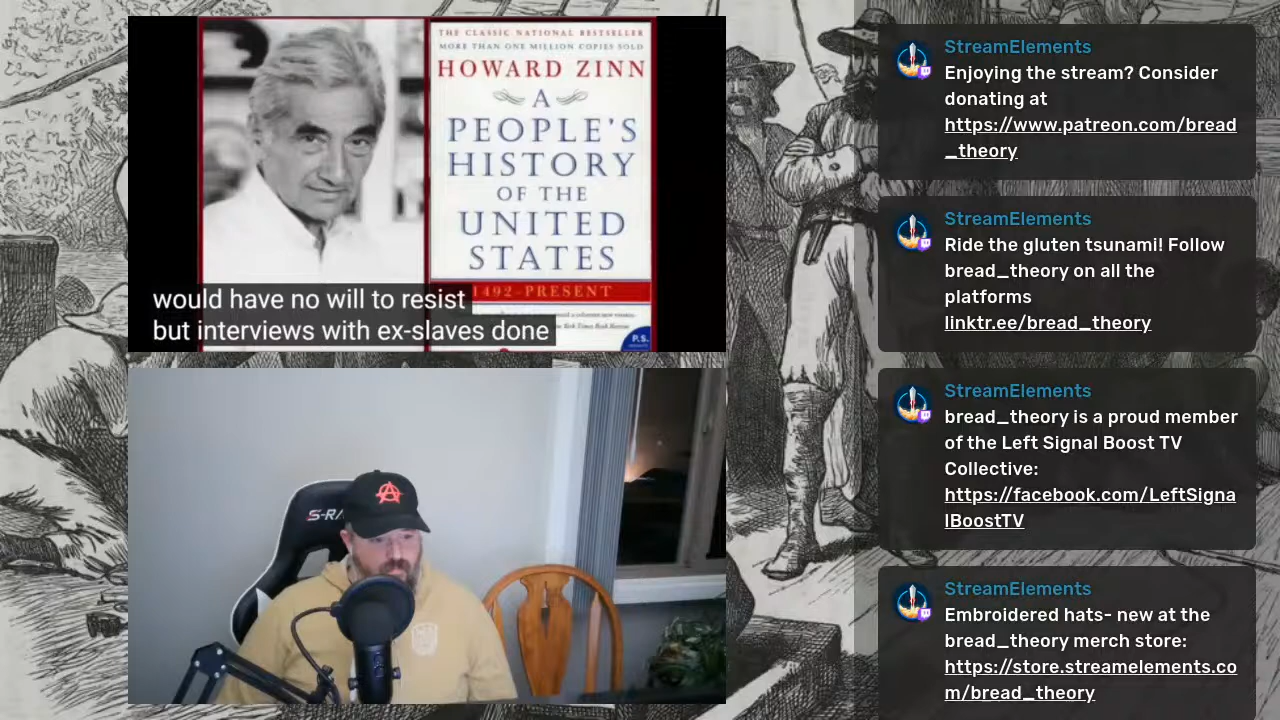 THE CLASSIC NATIONAL BESTSELLER
MORE THAN ONE MILLION COPIES SOLD
HOWARD ZINN
A
PEOPLE'S
HISTORY
OF THE
UNITED
STATES
1492–PRESENT
P.S.
would have no will to resist
but interviews with ex-slaves done
S-RA
StreamElements
Enjoying the stream? Consider
donating at
https://www.patreon.com/bread
_theory
StreamElements
Ride the gluten tsunami! Follow
bread_theory on all the
platforms
linktr.ee/bread_theory
StreamElements
bread_theory is a proud member
of the Left Signal Boost TV
Collective:
https://facebook.com/LeftSigna
lBoostTV
StreamElements
Embroidered hats- new at the
bread_theory merch store:
https://store.streamelements.co
m/bread_theory